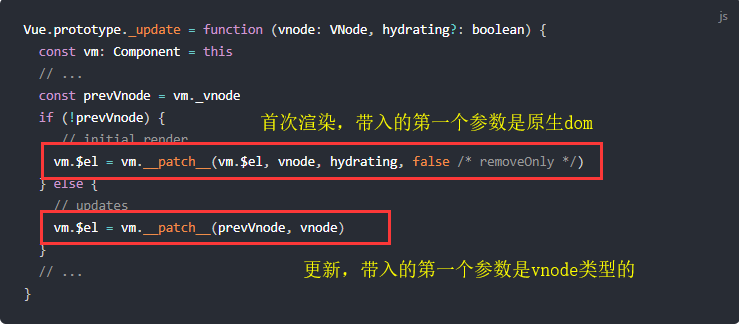 js
Vue.prototype._update = function (vnode: VNode, hydrating?: boolean) {
const vm: Component = this
// ...
const prevVnode = vm._vnode
if (!prevVnode) {
首次渲染，带入的第一个参数是原生dom
// initial render
vm.$el = vm.__patch__(vm.$el, vnode, hydrating, false /* removeOnly */)
} else {
// updates
vm.$el = vm.__patch__(prevVnode, vnode)
}
更新，带入的第一个参数是vnode类型的
// ...
}